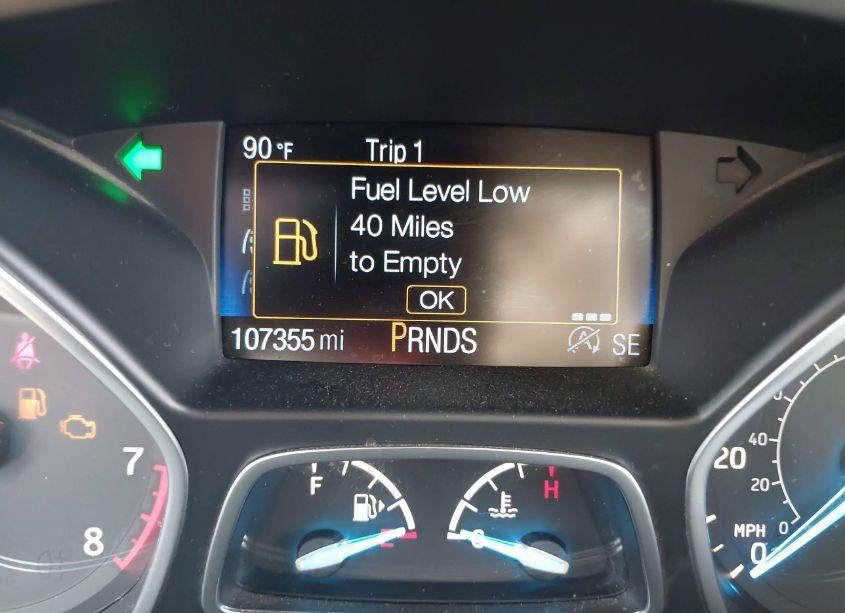 90 °F Trip 1
Fuel Level Low
40 Miles
to Empty
OK
107355 mi PRNDS SE
7
8
F
E
H
20
40
20
0
MPH
0